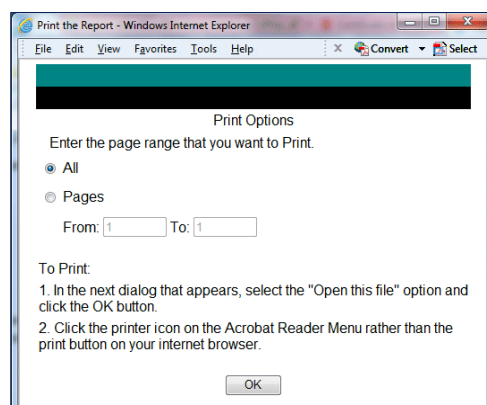 Print the Report - Windows Internet Explorer
File Edit View Favorites Tools Help X Convert Select
Print Options
Enter the page range that you want to Print.
All
Pages
From: 1 To: 1
To Print:
1. In the next dialog that appears, select the "Open this file" option and
click the OK button.
2. Click the printer icon on the Acrobat Reader Menu rather than the
print button on your internet browser.
OK